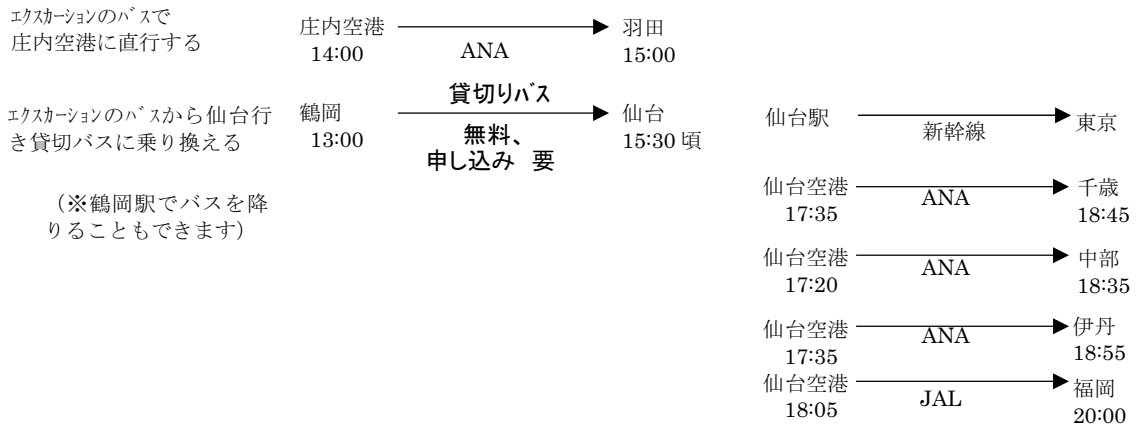 エクスカーションのバスで
庄内空港に直行する
庄内空港
14:00
ANA
羽田
15:00
エクスカーションのバスから仙台行
き貸切バスに乗り換える
(※鶴岡駅でバスを降
りることもできます)
鶴岡
13:00
貸切りバス
無料、
申し込み 要
仙台
15:30 頃
仙台駅
新幹線
東京
仙台空港
17:35
ANA
千歳
18:45
仙台空港
17:20
ANA
中部
18:35
仙台空港
17:35
ANA
伊丹
18:55
仙台空港
18:05
JAL
福岡
20:00